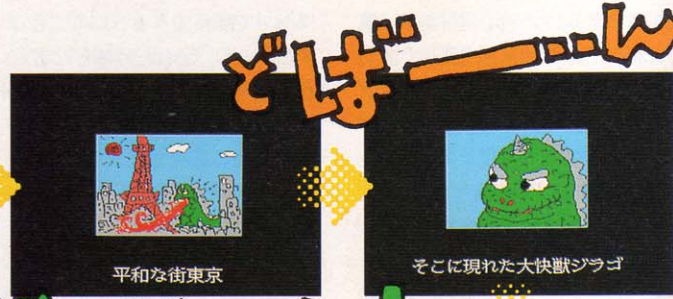 どばーーん
平和な街東京
そこに現れた大快獣ジラゴ